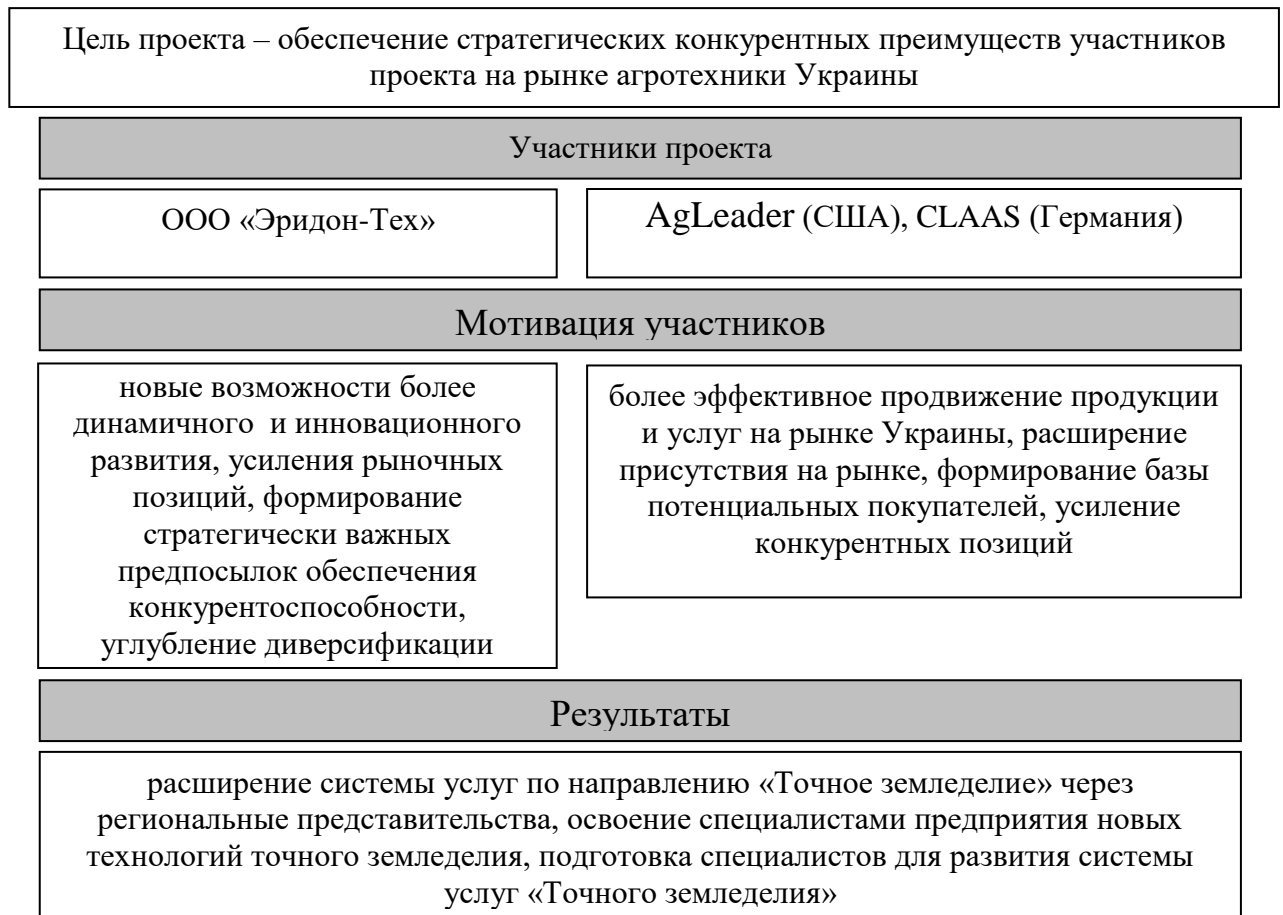 Цель проекта – обеспечение стратегических конкурентных преимуществ участников
проекта на рынке агротехники Украины
Участники проекта
ООО «Эридон-Тех»
AgLeader (США), CLAAS (Германия)
Мотивация участников
новые возможности более
динамичного и инновационного
развития, усиления рыночных
позиций, формирование
стратегически важных
предпосылок обеспечения
конкурентоспособности,
углубление диверсификации
более эффективное продвижение продукции
и услуг на рынке Украины, расширение
присутствия на рынке, формирование базы
потенциальных покупателей, усиление
конкурентных позиций
Результаты
расширение системы услуг по направлению «Точное земледелие» через
региональные представительства, освоение специалистами предприятия новых
технологий точного земледелия, подготовка специалистов для развития системы
услуг «Точного земледелия»